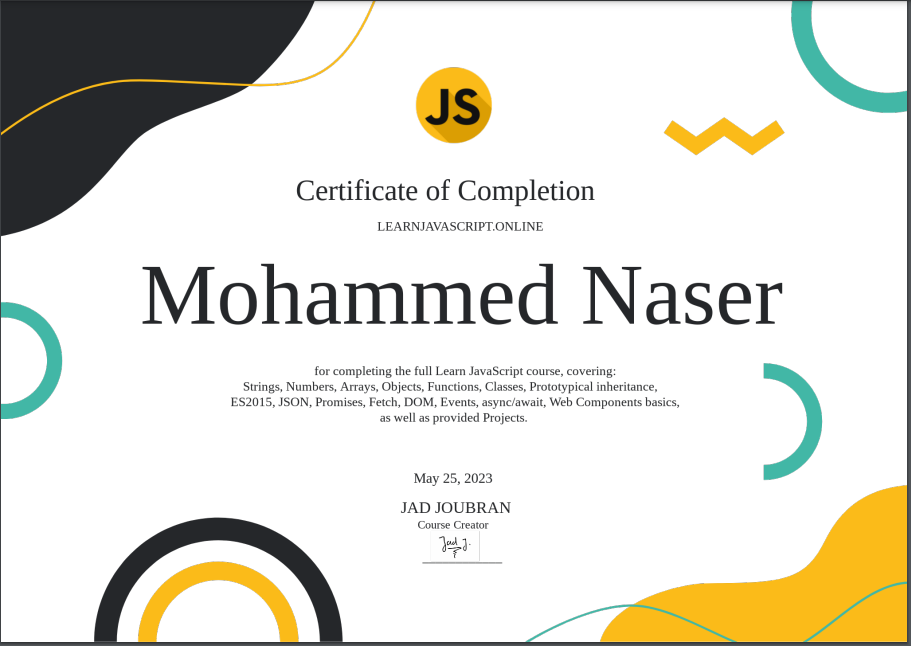 JS
Certificate of Completion
LEARNJAVASCRIPT.ONLINE
Mohammed Naser
for completing the full Learn JavaScript course, covering:
Strings, Numbers, Arrays, Objects, Functions, Classes, Prototypical inheritance,
ES2015, JSON, Promises, Fetch, DOM, Events, async/await, Web Components basics,
as well as provided Projects.
May 25, 2023
JAD JOUBRAN
Course Creator
Jad J.